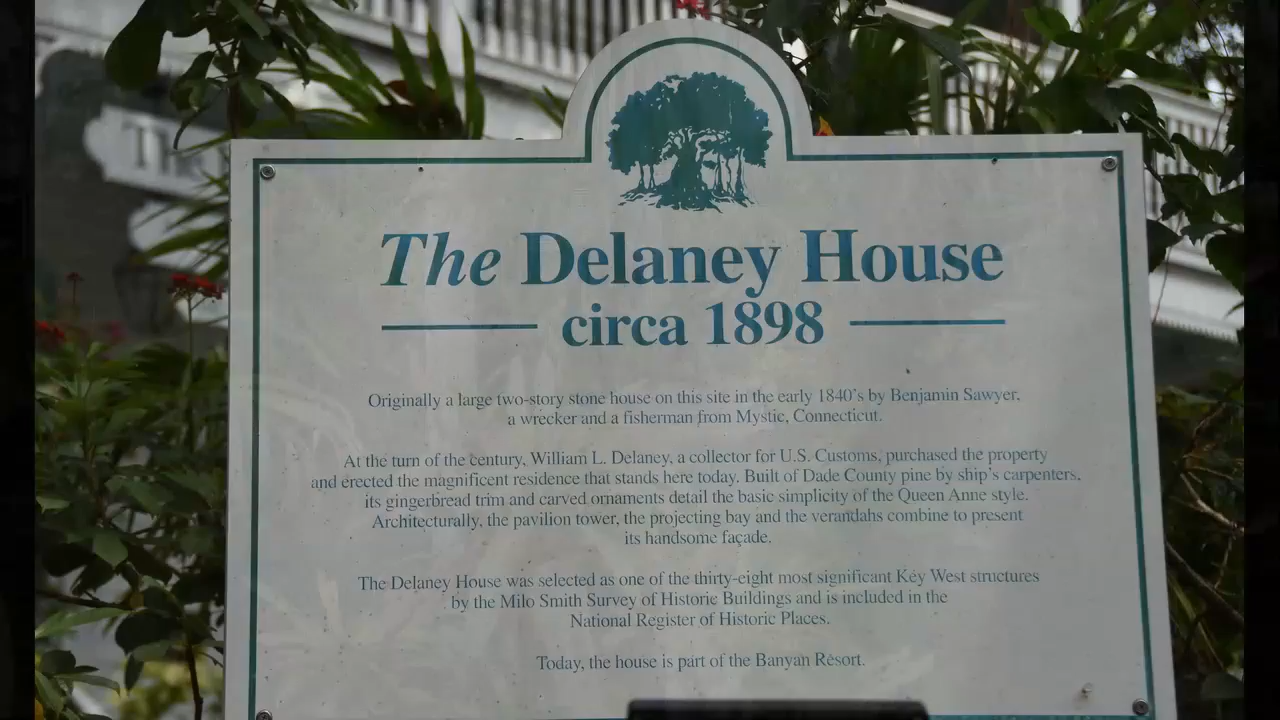 The Delaney House
circa 1898
Originally a large two-story stone house on this site in the early 1840's by Benjamin Sawyer,
a wrecker and a fisherman from Mystic, Connecticut.
At the turn of the century, William L. Delaney, a collector for U.S. Customs, purchased the property
and erected the magnificent residence that stands here today. Built of Dade County pine by ship's carpenters,
its gingerbread trim and carved ornaments detail the basic simplicity of the Queen Anne style.
Architecturally, the pavilion tower, the projecting bay and the verandahs combine to present
its handsome façade.
The Delaney House was selected as one of the thirty-eight most significant Key West structures
by the Milo Smith Survey of Historic Buildings and is included in the
National Register of Historic Places.
Today, the house is part of the Banyan Resort.